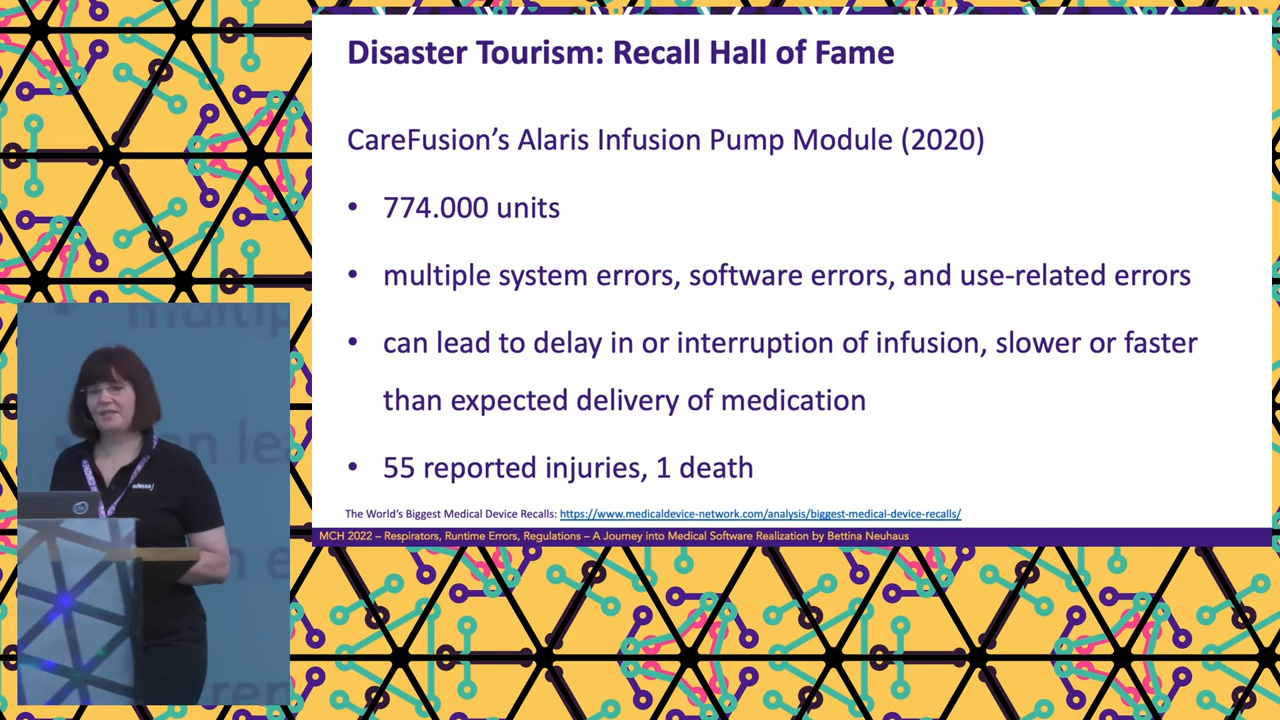 Disaster Tourism: Recall Hall of Fame
CareFusion’s Alaris Infusion Pump Module (2020)
• 774.000 units
• multiple system errors, software errors, and use-related errors
• can lead to delay in or interruption of infusion, slower or faster
than expected delivery of medication
• 55 reported injuries, 1 death
The World‘s Biggest Medical Device Recalls: https://www.medicaldevice-network.com/analysis/biggest-medical-device-recalls/
MCH 2022 – Respirators, Runtime Errors, Regulations – A Journey into Medical Software Realization by Bettina Neuhaus